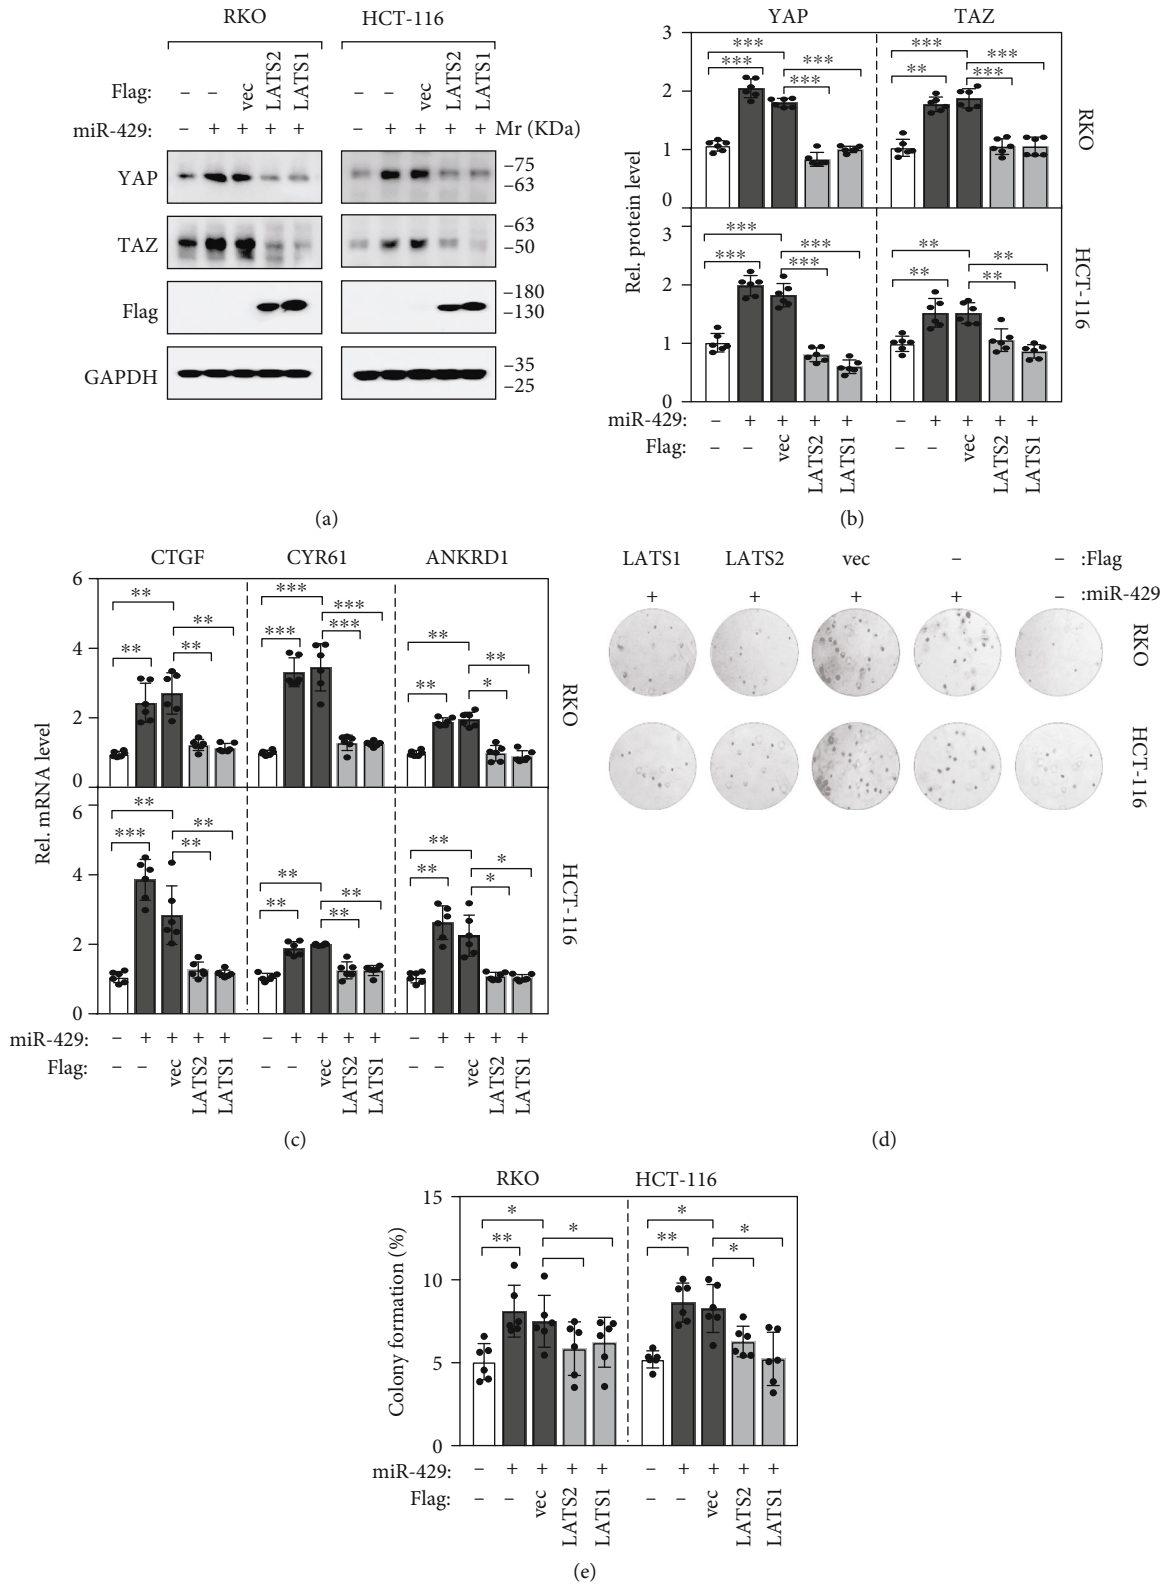 (a)
RKO HCT-116
Flag: – – vec LATS2 LATS1 – – vec LATS2 LATS1
miR-429: – + + + + – + + + + Mr (KDa)
YAP –75 –63
TAZ –63 –50
Flag –180 –130
GAPDH –35 –25
(b)
YAP TAZ
Rel. protein level
3
*** *** *** *** *** ** *** ***
2
1
0
RKO
3
*** *** *** *** ** ** ** **
2
1
0
HCT-116
miR-429: – + + + + – + + + +
Flag: – – vec LATS2 LATS1 – – vec LATS2 LATS1
CTGF CYR61 ANKRD1
Rel. mRNA level
6
** ** ** ** *** *** *** *** ** ** ** *
4
2
0
RKO
6
** *** ** ** ** ** ** ** ** ** * *
4
2
0
HCT-116
miR-429: – + + + + – + + + + – + + + +
Flag: – – vec LATS2 LATS1 – – vec LATS2 LATS1 – – vec LATS2 LATS1
(c)
LATS1 LATS2 vec – – :Flag
+ + + + – :miR-429
RKO
HCT-116
(d)
RKO HCT-116
Colony formation (%)
15
* ** * * ** * *
10
5
0
miR-429: – + + + + – + + + +
Flag: – – vec LATS2 LATS1 – – vec LATS2 LATS1
(e)